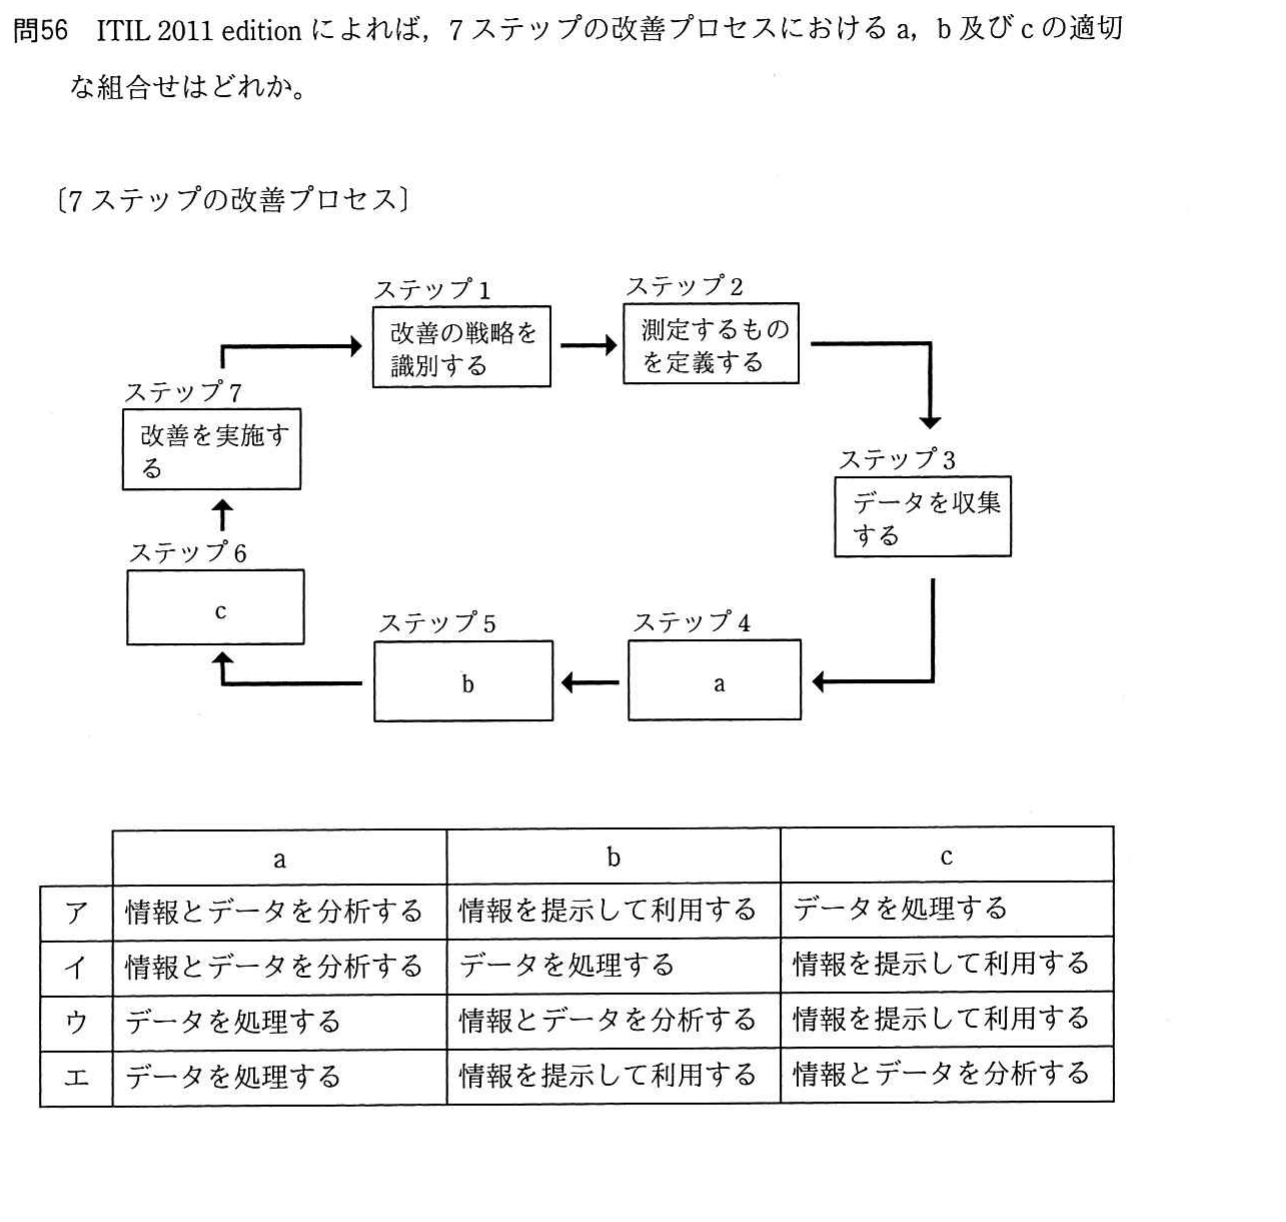 問56 ITIL 2011 edition によれば，7 ステップの改善プロセスにおける a，b 及び c の適切
な組合せはどれか。
〔7 ステップの改善プロセス〕
ステップ 1
改善の戦略を
識別する
ステップ 2
測定するもの
を定義する
ステップ 3
データを収集
する
ステップ 4
a
ステップ 5
b
ステップ 6
c
ステップ 7
改善を実施す
る
a b c
ア 情報とデータを分析する 情報を提示して利用する データを処理する
イ 情報とデータを分析する データを処理する 情報を提示して利用する
ウ データを処理する 情報とデータを分析する 情報を提示して利用する
エ データを処理する 情報を提示して利用する 情報とデータを分析する